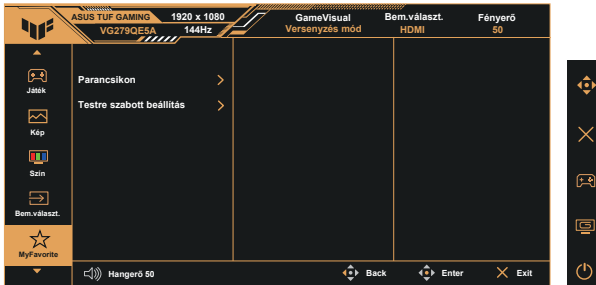 ASUS TUF GAMING 1920 x 1080
VG279QE5A 144Hz
GameVisual
Versenyzés mód
Bem.választ.
HDMI
Fényerő
50
Játék
Kép
Szín
Bem.választ.
MyFavorite
Parancsikon
Testre szabott beállítás
Hangerő 50
Back
Enter
Exit